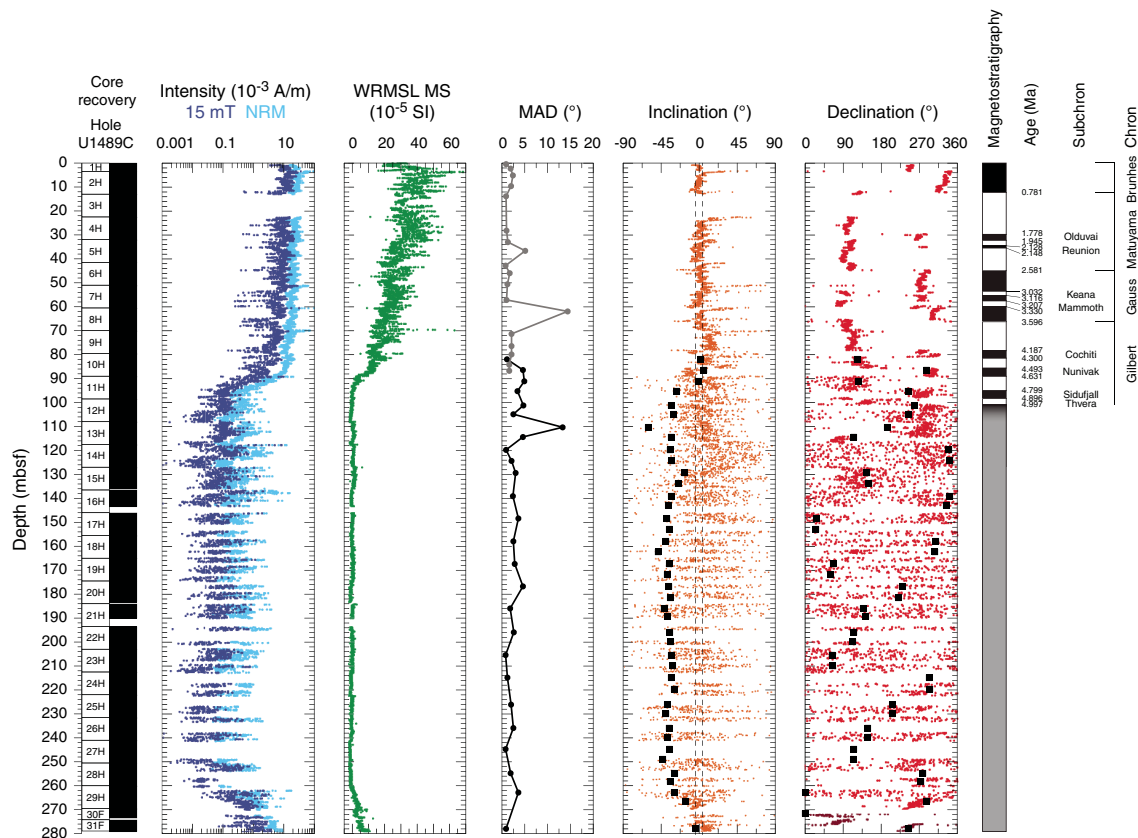 Core
recovery
Hole
U1489C
Intensity (10-3 A/m)
15 mT NRM
0.001 0.1 10
WRMSL MS
(10-5 SI)
0 20 40 60
MAD (°)
0 5 10 15 20
Inclination (°)
-90 -45 0 45 90
Declination (°)
0 90 180 270 360
Magnetostratigraphy
Age (Ma)
Subchron
Chron
Depth (mbsf)
0
10
20
30
40
50
60
70
80
90
100
110
120
130
140
150
160
170
180
190
200
210
220
230
240
250
260
270
280
1H
2H
3H
4H
5H
6H
7H
8H
9H
10H
11H
12H
13H
14H
15H
16H
17H
18H
19H
20H
21H
22H
23H
24H
25H
26H
27H
28H
29H
30F
31F
0.781
1.778
1.945
2.128
2.148
2.581
3.032
3.116
3.207
3.330
3.596
4.187
4.300
4.493
4.631
4.799
4.896
4.997
Olduvai
Reunion
Keana
Mammoth
Cochiti
Nunivak
Sidufjall
Thvera
Brunhes
Matuyama
Gauss
Gilbert